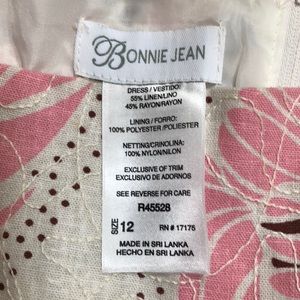 BONNIE JEAN
DRESS / VESTIDO:
55% LINEN/LINO
45% RAYON/RAYON
LINING / FORRO:
100% POLYESTER /POLIESTER
NETTING/CRINOLINA:
100% NYLON/NILON
EXCLUSIVE OF TRIM
EXCLUSIVO DE ADORNOS
SEE REVERSE FOR CARE
R45528
SIZE 12 RN # 17176
MADE IN SRI LANKA
HECHO EN SRI LANKA